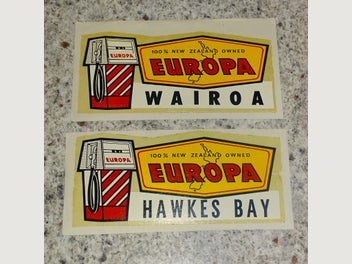 EUROPA
100% NEW ZEALAND OWNED
EUROPA
WAIROA
EUROPA
100% NEW ZEALAND OWNED
EUROPA
HAWKES BAY